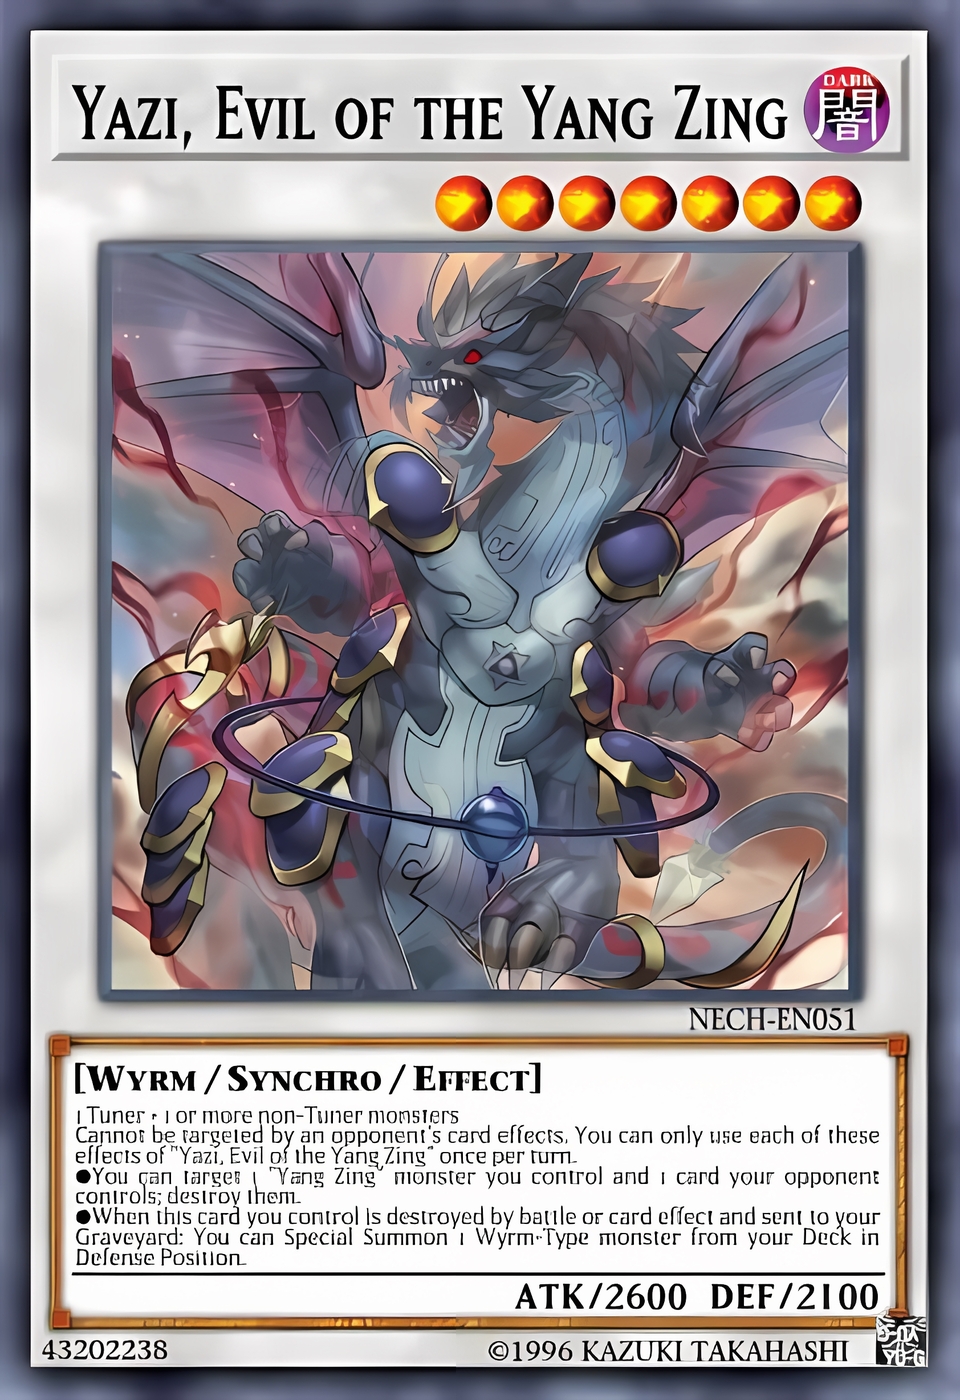 Yazi, Evil of the Yang Zing
DARK
闇
NECH-EN051
[Wyrm / Synchro / Effect]
1 Tuner + 1 or more non-Tuner monsters
Cannot be targeted by an opponent's card effects. You can only use each of these
effects of "Yazi, Evil of the Yang Zing" once per turn.
●You can target 1 "Yang Zing" monster you control and 1 card your opponent
controls; destroy them.
●When this card you control is destroyed by battle or card effect and sent to your
Graveyard: You can Special Summon 1 Wyrm-Type monster from your Deck in
Defense Position.
ATK/2600 DEF/2100
43202238
©1996 KAZUKI TAKAHASHI